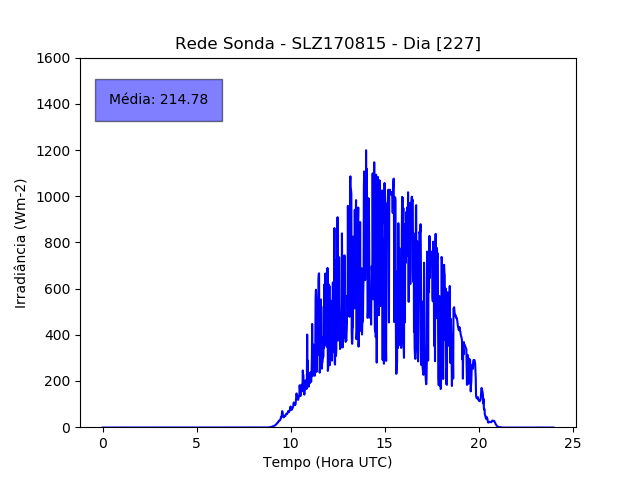 Rede Sonda - SLZ170815 - Dia [227]
1600
1400
1200
1000
800
600
400
200
0
Média: 214.78
Irradiância (Wm-2)
0 5 10 15 20 25
Tempo (Hora UTC)